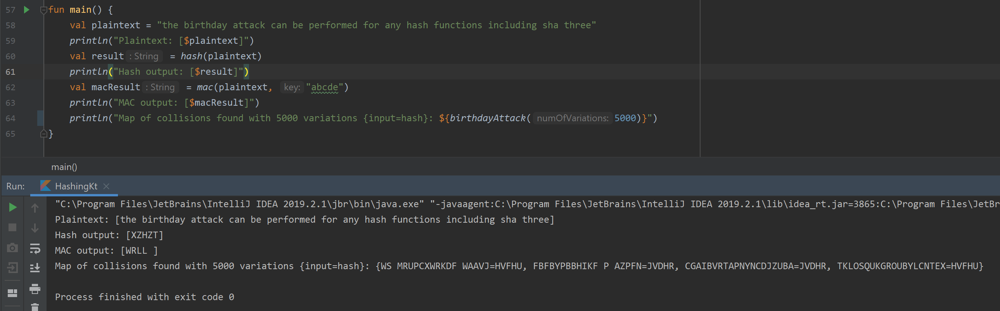 57 fun main() {
58 val plaintext = "the birthday attack can be performed for any hash functions including sha three"
59 println("Plaintext: [$plaintext]")
60 val result : String = hash(plaintext)
61 println("Hash output: [$result]")
62 val macResult : String = mac(plaintext, key: "abcde")
63 println("MAC output: [$macResult]")
64 println("Map of collisions found with 5000 variations {input=hash}: ${birthdayAttack( numOfVariations: 5000)}")
65 }
main()
Run: HashingKt
"C:\Program Files\JetBrains\IntelliJ IDEA 2019.2.1\jbr\bin\java.exe" "-javaagent:C:\Program Files\JetBrains\IntelliJ IDEA 2019.2.1\lib\idea_rt.jar=3865:C:\Program Files\JetBr
Plaintext: [the birthday attack can be performed for any hash functions including sha three]
Hash output: [XZHZT]
MAC output: [WRLL ]
Map of collisions found with 5000 variations {input=hash}: {WS MRUPCXWRKDF WAAVJ=HVFHU, FBFBYPBBHIKF P AZPFN=JVDHR, CGAIBVRTAPNYNCDJZUBA=JVDHR, TKLOSQUKGROUBYLCNTEX=HVFHU}
Process finished with exit code 0